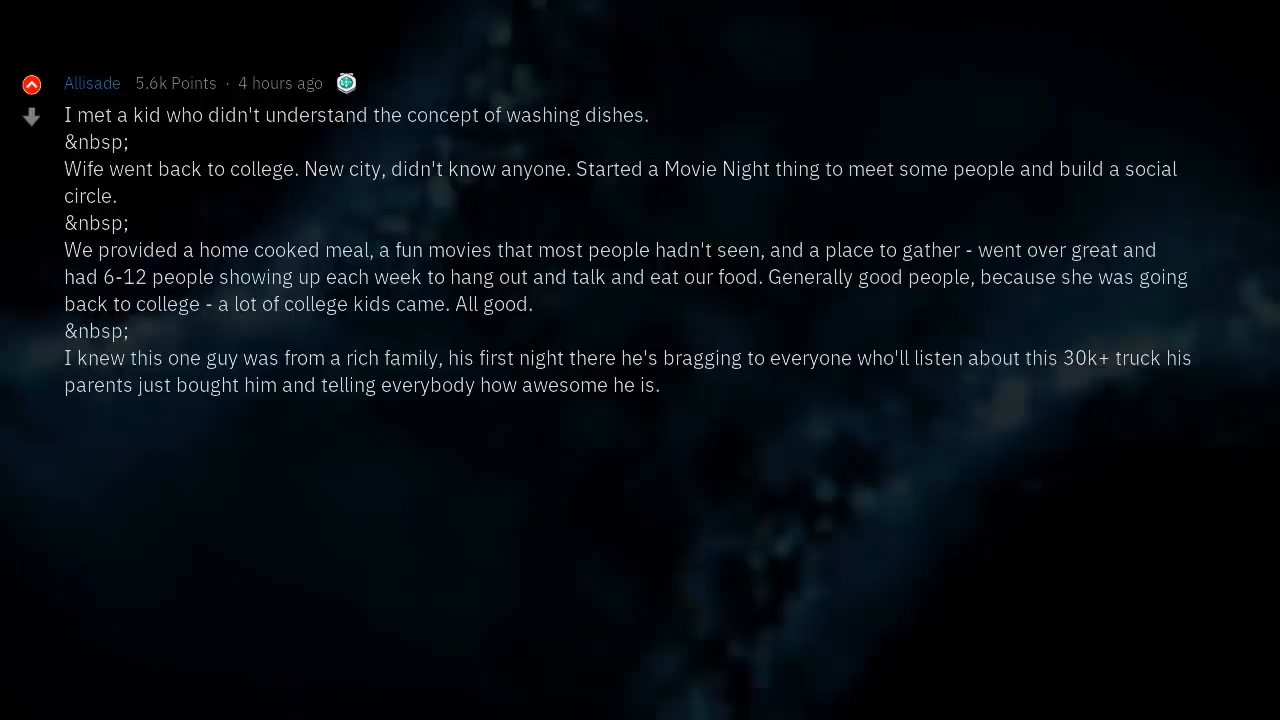 Allisade 5.6k Points · 4 hours ago
I met a kid who didn't understand the concept of washing dishes.
&nbsp;
Wife went back to college. New city, didn't know anyone. Started a Movie Night thing to meet some people and build a social
circle.
&nbsp;
We provided a home cooked meal, a fun movies that most people hadn't seen, and a place to gather - went over great and
had 6-12 people showing up each week to hang out and talk and eat our food. Generally good people, because she was going
back to college - a lot of college kids came. All good.
&nbsp;
I knew this one guy was from a rich family, his first night there he's bragging to everyone who'll listen about this 30k+ truck his
parents just bought him and telling everybody how awesome he is.